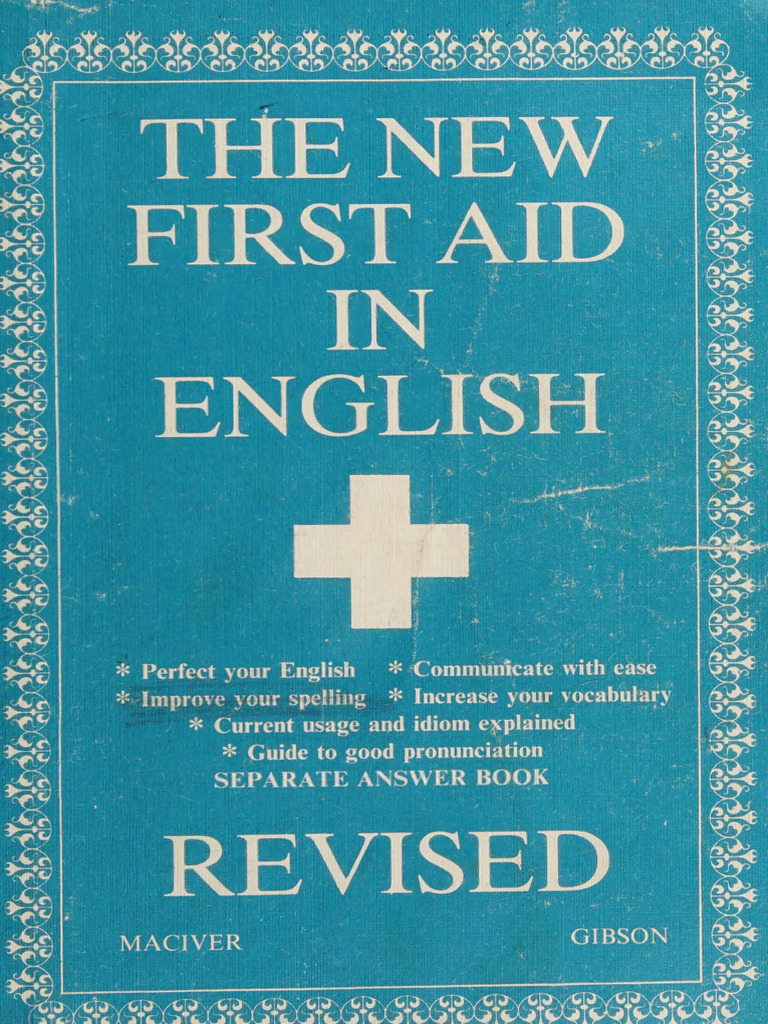 THE NEW
FIRST AID
IN
ENGLISH
* Perfect your English * Communicate with ease
* Improve your spelling * Increase your vocabulary
* Current usage and idiom explained
* Guide to good pronunciation
SEPARATE ANSWER BOOK
REVISED
MACIVER GIBSON